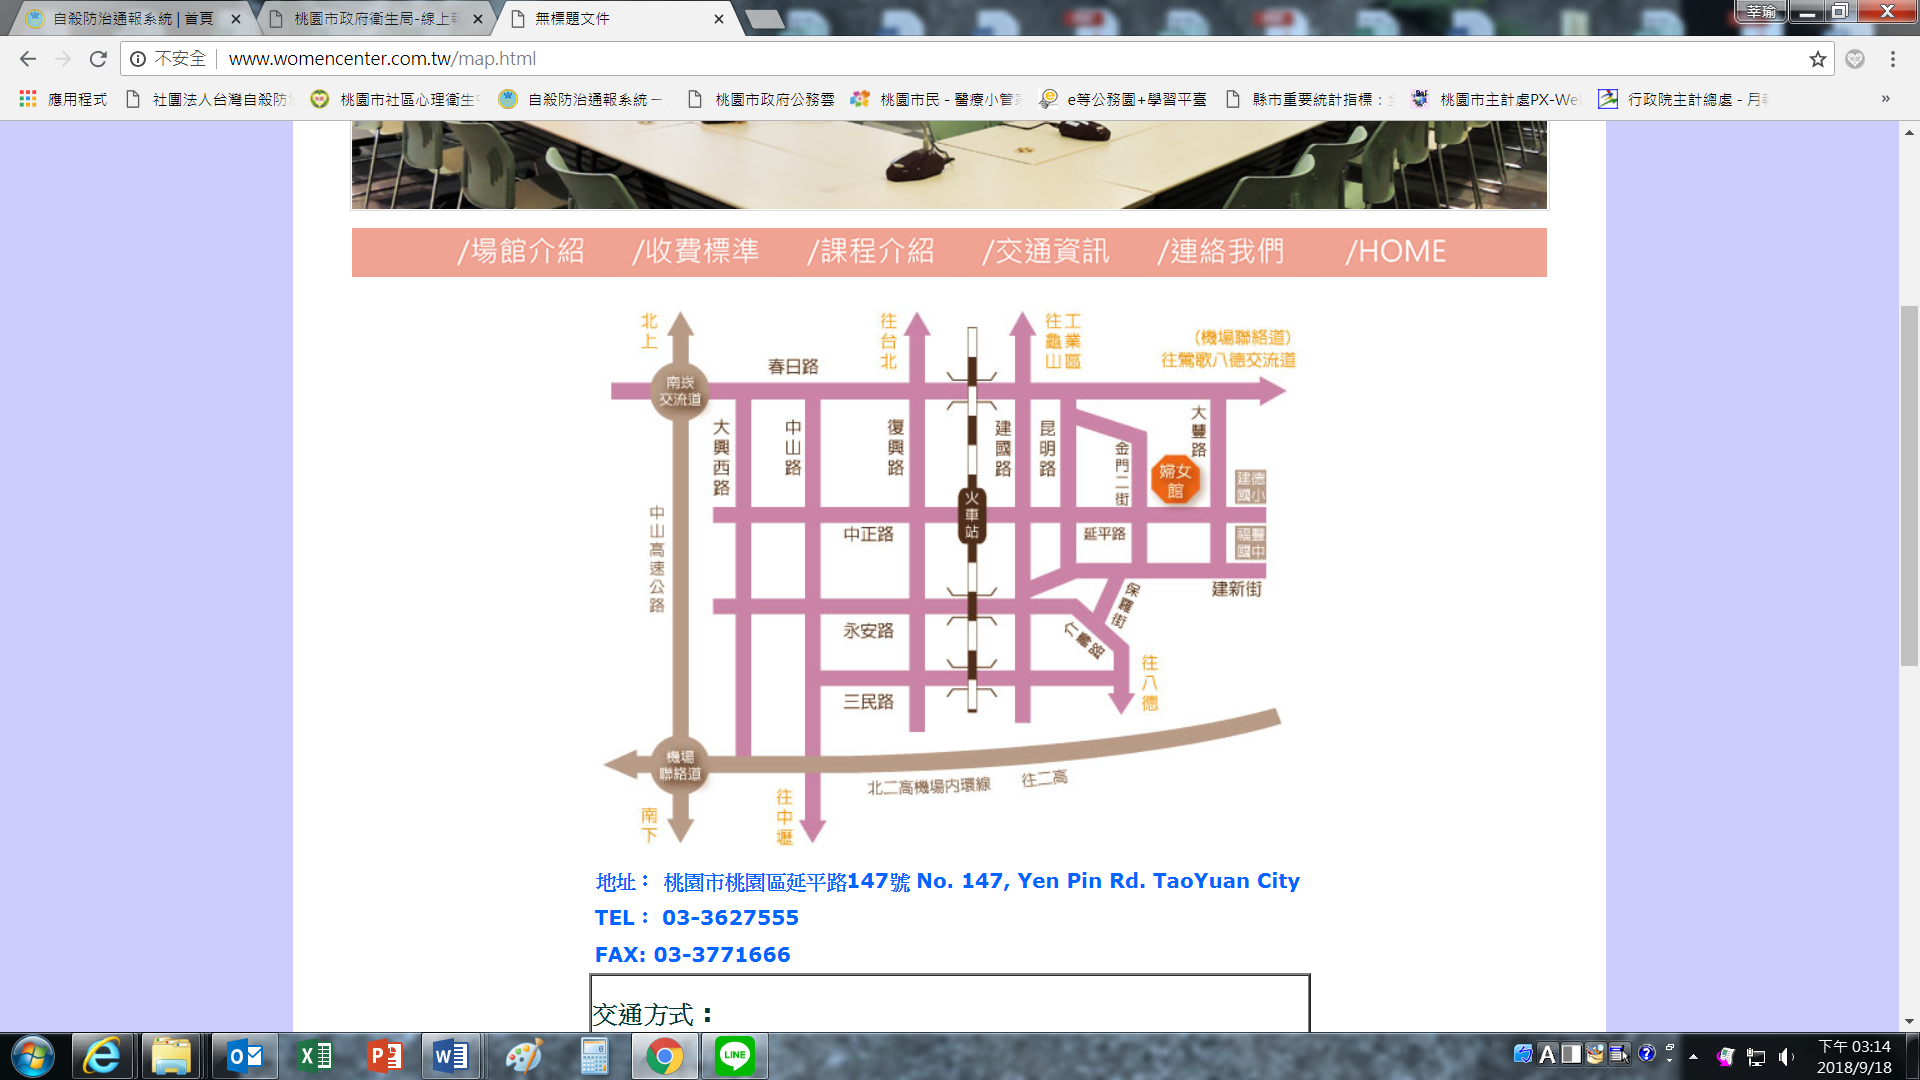 自殺防治通報系統 | 首頁
桃園市政府衛生局-線上報
無標題文件
莘瑜
不安全
www.womencenter.com.tw/map.html
應用程式
社團法人台灣自殺防治
桃園市社區心理衛生中
自殺防治通報系統 –
桃園市政府公務雲
桃園市民 - 醫療小管家
e等公務園+學習平臺
縣市重要統計指標:全
桃園市主計處PX-Web
行政院主計總處 - 月報
»
/場館介紹
/收費標準
/課程介紹
/交通資訊
/連絡我們
/HOME
北上
往台北
往龜山工業區
(機場聯絡道)
往鶯歌八德交流道
春日路
南崁
交流道
大興西路
中山路
復興路
建國路
昆明路
金門二街
大豐路
婦女
館
建德
國小
火車站
中山高速公路
中正路
延平路
福豐
國中
建新街
保羅街
永安路
介壽路
往八德
三民路
機場
聯絡道
北二高機場內環線
往二高
南下
往中壢
地址: 桃園市桃園區延平路147號 No. 147, Yen Pin Rd. TaoYuan City
TEL: 03-3627555
FAX: 03-3771666
交通方式:
LINE
A
下午 03:14
2018/9/18